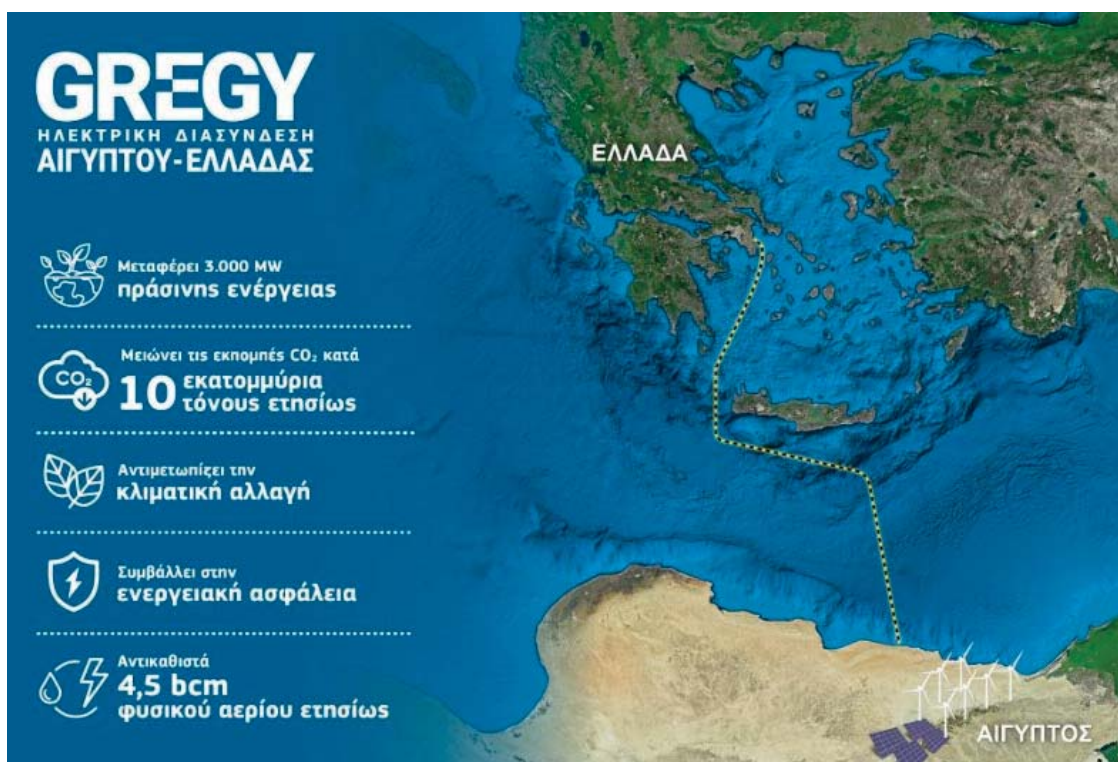 GREGY
ΗΛΕΚΤΡΙΚΗ ΔΙΑΣΥΝΔΕΣΗ
ΑΙΓΥΠΤΟΥ-ΕΛΛΑΔΑΣ
Μεταφέρει 3.000 MW
πράσινης ενέργειας
Μειώνει τις εκπομπές CO₂ κατά
10 εκατομμύρια
τόνους ετησίως
CO₂
Αντιμετωπίζει την
κλιματική αλλαγή
Συμβάλλει στην
ενεργειακή ασφάλεια
Αντικαθιστά
4,5 bcm
φυσικού αερίου ετησίως
ΕΛΛΑΔΑ
ΑΙΓΥΠΤΟΣ